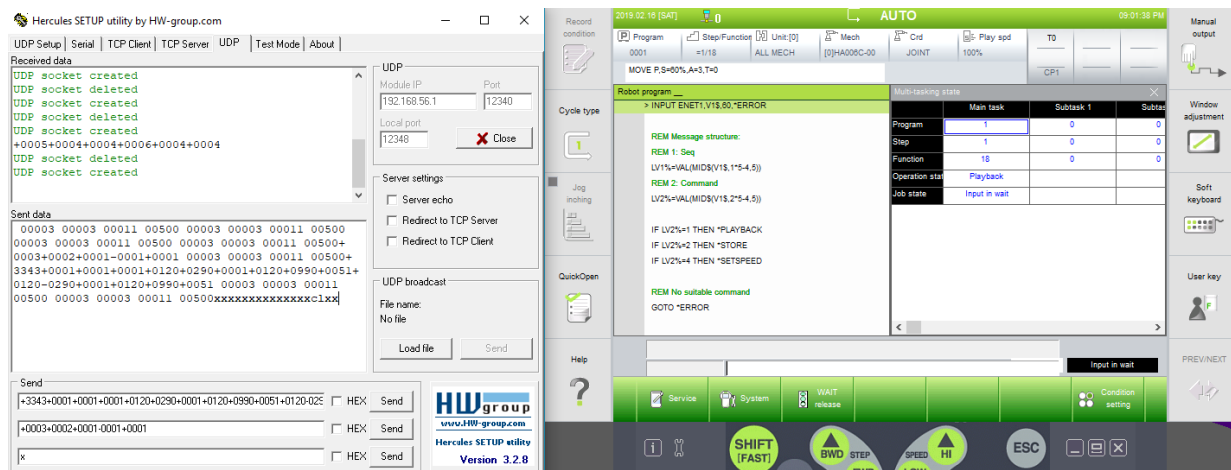 Hercules SETUP utility by HW-group.com
UDP Setup Serial TCP Client TCP Server UDP Test Mode About
Received data
UDP socket created
UDP socket deleted
UDP socket created
UDP socket deleted
UDP socket created
+0005+0004+0004+0006+0004+0004
UDP socket deleted
UDP socket created
Sent data
00003 00003 00011 00500 00003 00003 00011 00500
00003 00003 00011 00500 00003 00003 00011 00500+
0003+0002+0001-0001+0001 00003 00003 00011 00500+
3343+0001+0001+0001+0120+0290+0001+0120+0990+0051+
0120-0290+0001+0120+0990+0051 00003 00003 00011
00500 00003 00003 00011 00500xxxxxxxxxxxxxxxclxx
UDP
Module IP Port
192.168.56.1 12340
Local port
12348 Close
Server settings
Server echo
Redirect to TCP Server
Redirect to TCP Client
UDP broadcast
File name:
No file
Load file Send
Send
+3343+0001+0001+0001+0120+0290+0001+0120+0990+0051+0120-029 HEX Send
+0003+0002+0001-0001+0001 HEX Send
x HEX Send
HW group
www.HW-group.com
Hercules SETUP utility
Version 3.2.8
Record condition
Cycle type
1
Jog inching
QuickOpen
Help
2019.02.16 [SAT] 0 AUTO 09:01:38 PM
Program Step/Function Unit:[0] Mech Crd Play spd T0
0001 =1/18 ALL MECH [0]HA006C-00 JOINT 100%
CP1
MOVE P,S=60%,A=3,T=0
Robot program __
> INPUT ENET1,V1$,60,*ERROR
REM Message structure:
REM 1: Seq
LV1%=VAL(MID$(V1$,1*5-4,5))
REM 2: Command
LV2%=VAL(MID$(V1$,2*5-4,5))
IF LV2%=1 THEN *PLAYBACK
IF LV2%=2 THEN *STORE
IF LV2%=4 THEN *SETSPEED
REM No suitable command
GOTO *ERROR
Multi-tasking state
Main task Subtask 1 Subtas
Program 1 0 0
Step 1 0 0
Function 18 0 0
Operation stat Playback
Job state Input in wait
Input in wait
Service System WAIT release Condition setting
SHIFT [FAST] BWD STEP SPEED HI ESC
Manual output
Window adjustment
Soft keyboard
User key
F
PREV/NEXT